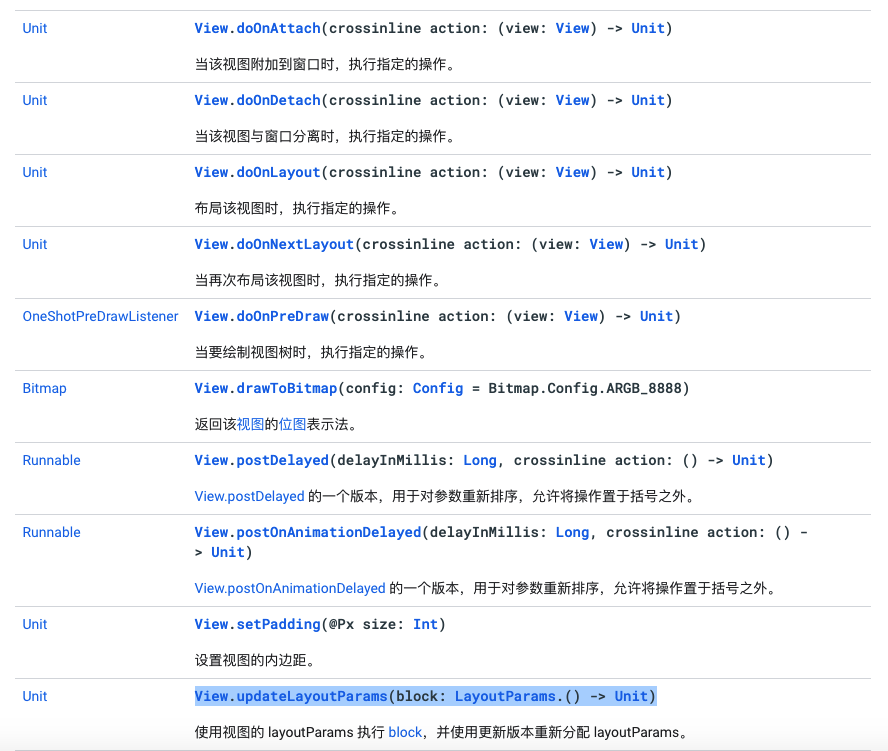 Unit View.doOnAttach(crossinline action: (view: View) -> Unit)
当该视图附加到窗口时，执行指定的操作。
Unit View.doOnDetach(crossinline action: (view: View) -> Unit)
当该视图与窗口分离时，执行指定的操作。
Unit View.doOnLayout(crossinline action: (view: View) -> Unit)
布局该视图时，执行指定的操作。
Unit View.doOnNextLayout(crossinline action: (view: View) -> Unit)
当再次布局该视图时，执行指定的操作。
OneShotPreDrawListener View.doOnPreDraw(crossinline action: (view: View) -> Unit)
当要绘制视图树时，执行指定的操作。
Bitmap View.drawToBitmap(config: Config = Bitmap.Config.ARGB_8888)
返回该视图的位图表示法。
Runnable View.postDelayed(delayInMillis: Long, crossinline action: () -> Unit)
View.postDelayed 的一个版本，用于对参数重新排序，允许将操作置于括号之外。
Runnable View.postOnAnimationDelayed(delayInMillis: Long, crossinline action: () -
> Unit)
View.postOnAnimationDelayed 的一个版本，用于对参数重新排序，允许将操作置于括号之外。
Unit View.setPadding(@Px size: Int)
设置视图的内边距。
Unit View.updateLayoutParams(block: LayoutParams.() -> Unit)
使用视图的 layoutParams 执行 block，并使用更新版本重新分配 layoutParams。